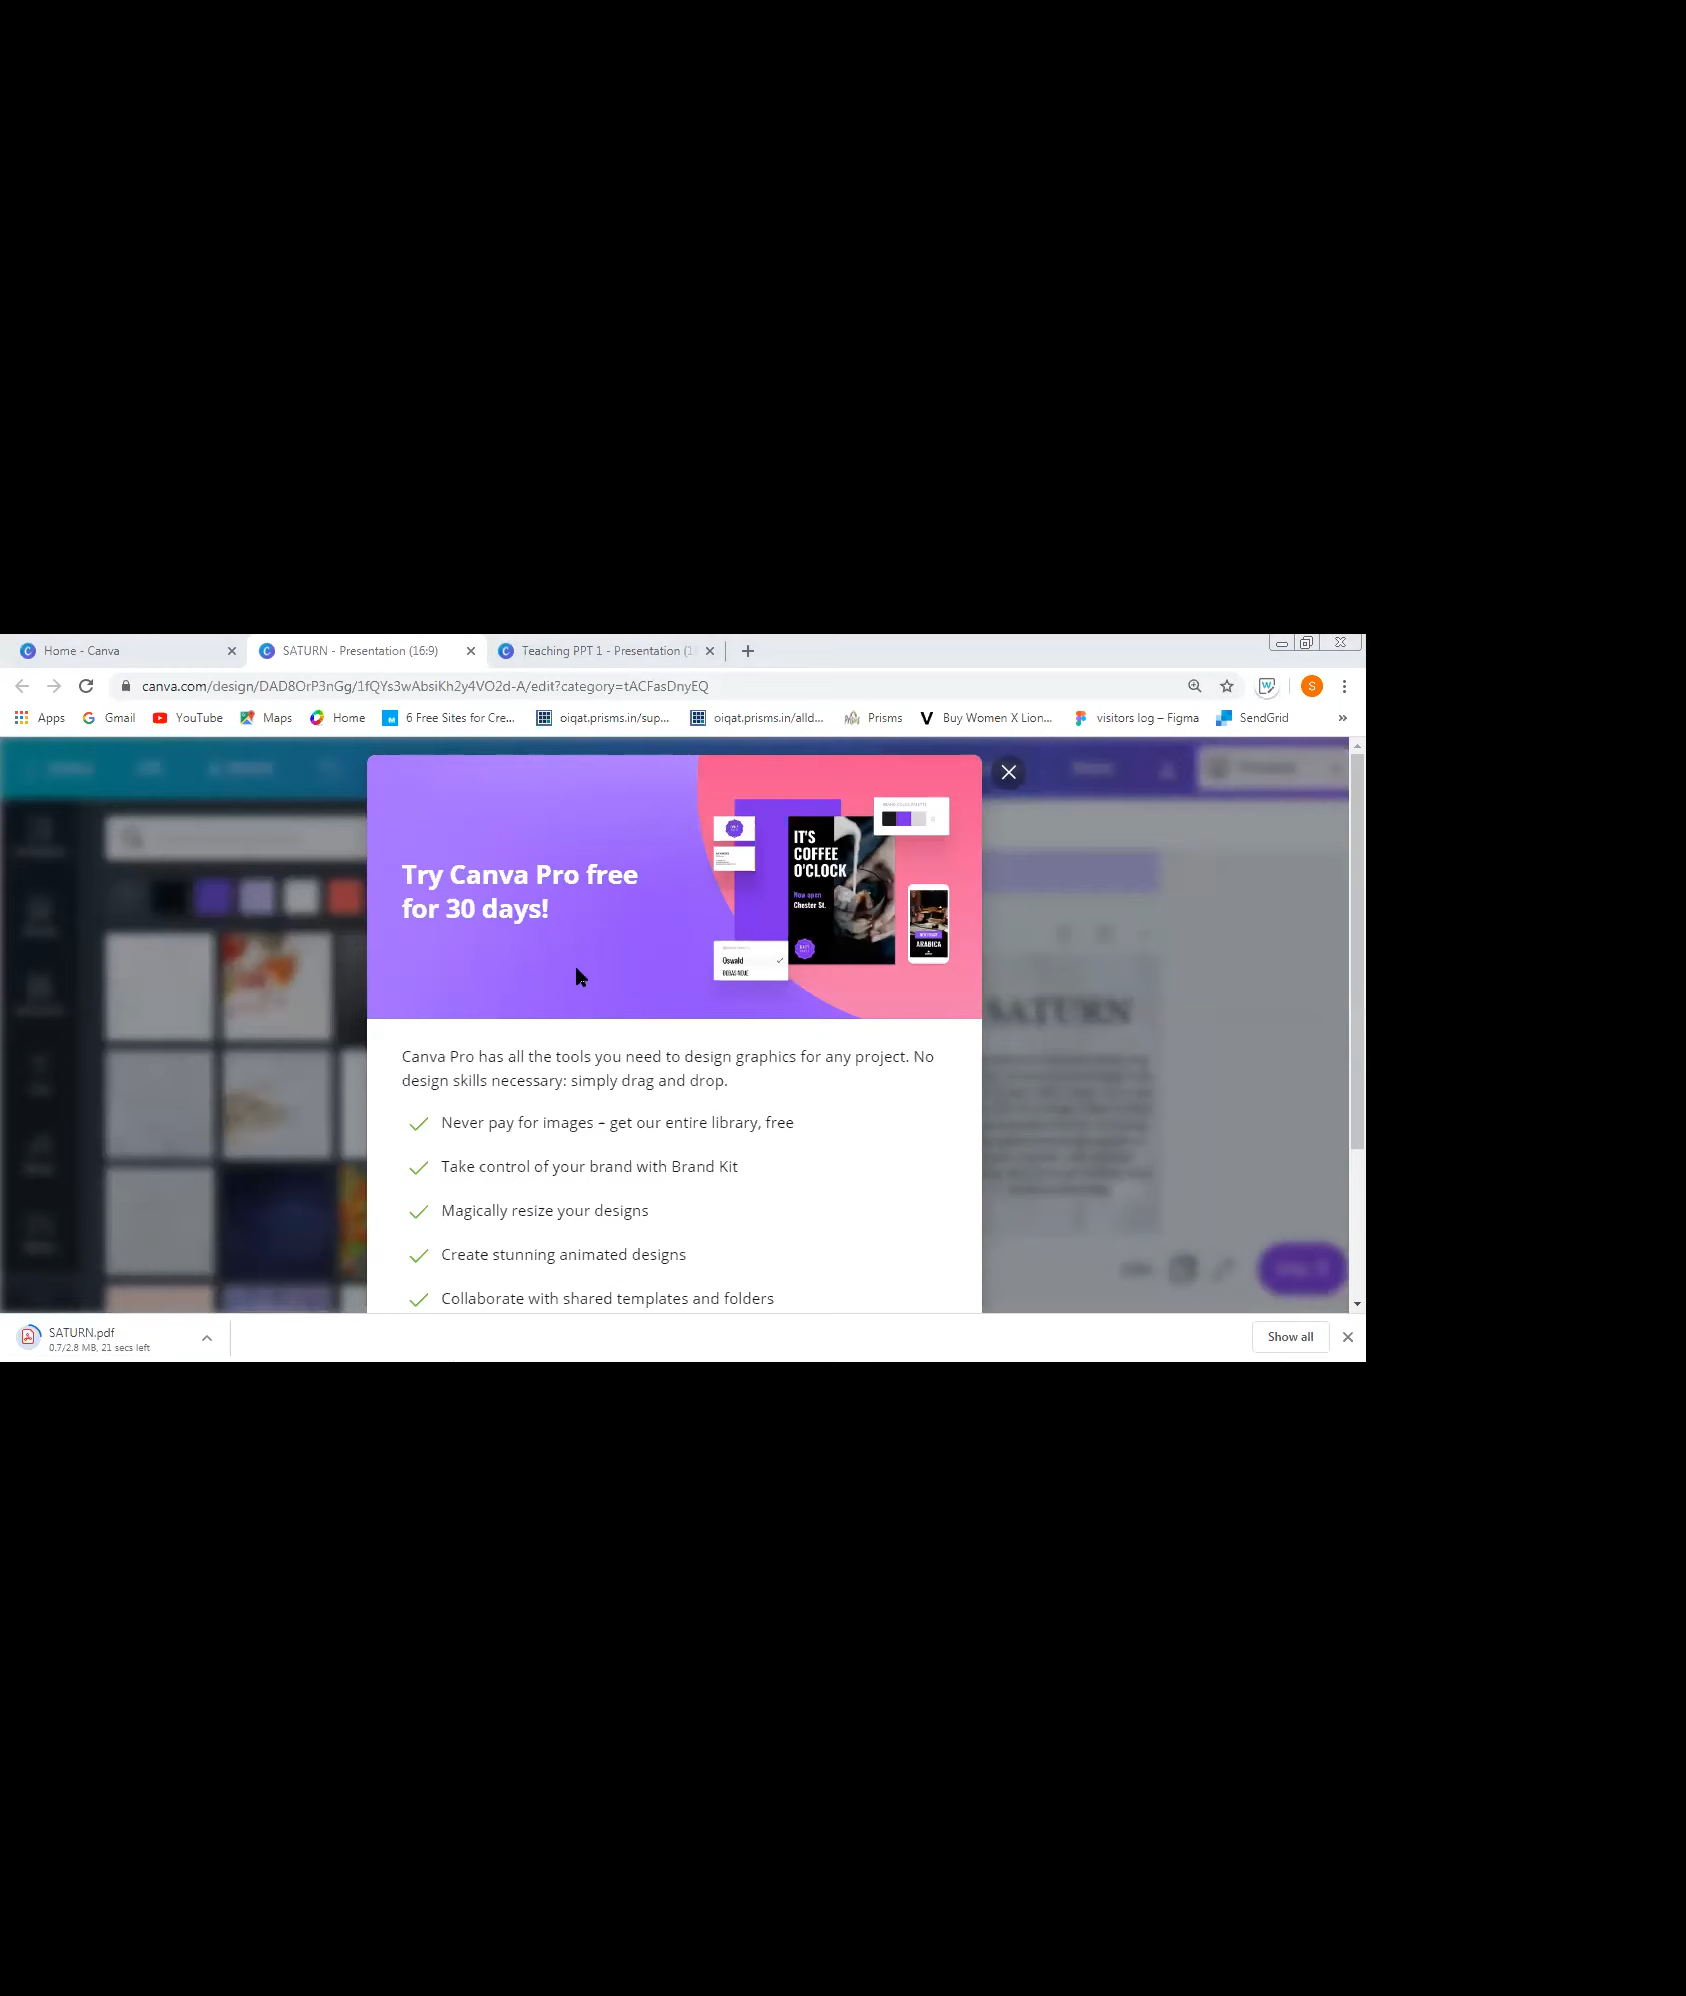 Home - Canva
SATURN - Presentation (16:9)
Teaching PPT 1 - Presentation (1
canva.com/design/DAD8OrP3nGg/1fQYs3wAbsiKh2y4VO2d-A/edit?category=tACFasDnyEQ
S
Apps
Gmail
YouTube
Maps
Home
6 Free Sites for Cre...
oiqat.prisms.in/sup...
oiqat.prisms.in/alld...
Prisms
Buy Women X Lion...
visitors log – Figma
SendGrid
»
Try Canva Pro free
for 30 days!
IT'S
COFFEE
O'CLOCK
Now open
Chester St.
ARABICA
Oswald
BEBAS NEUE
SATURN
Canva Pro has all the tools you need to design graphics for any project. No
design skills necessary: simply drag and drop.
Never pay for images – get our entire library, free
Take control of your brand with Brand Kit
Magically resize your designs
Create stunning animated designs
Collaborate with shared templates and folders
SATURN.pdf
0.7/2.8 MB, 21 secs left
Show all